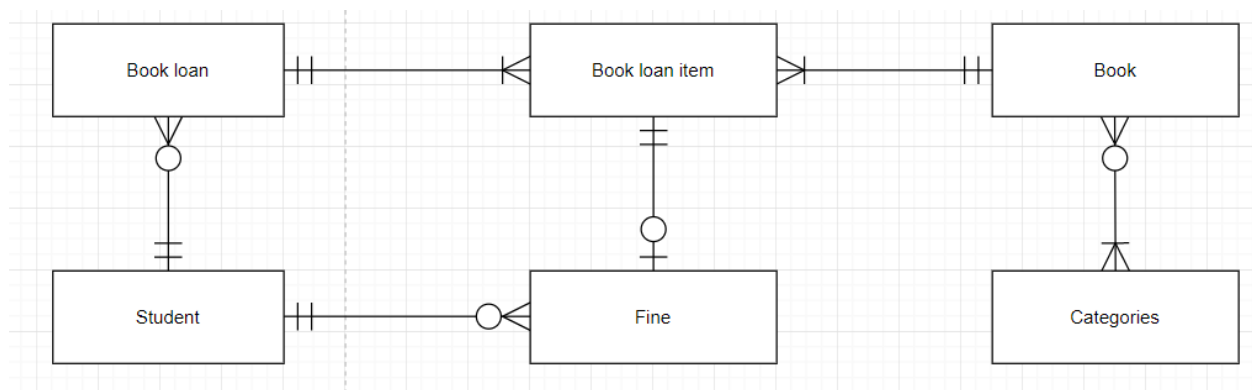 Book loan
Book loan item
Book
Student
Fine
Categories